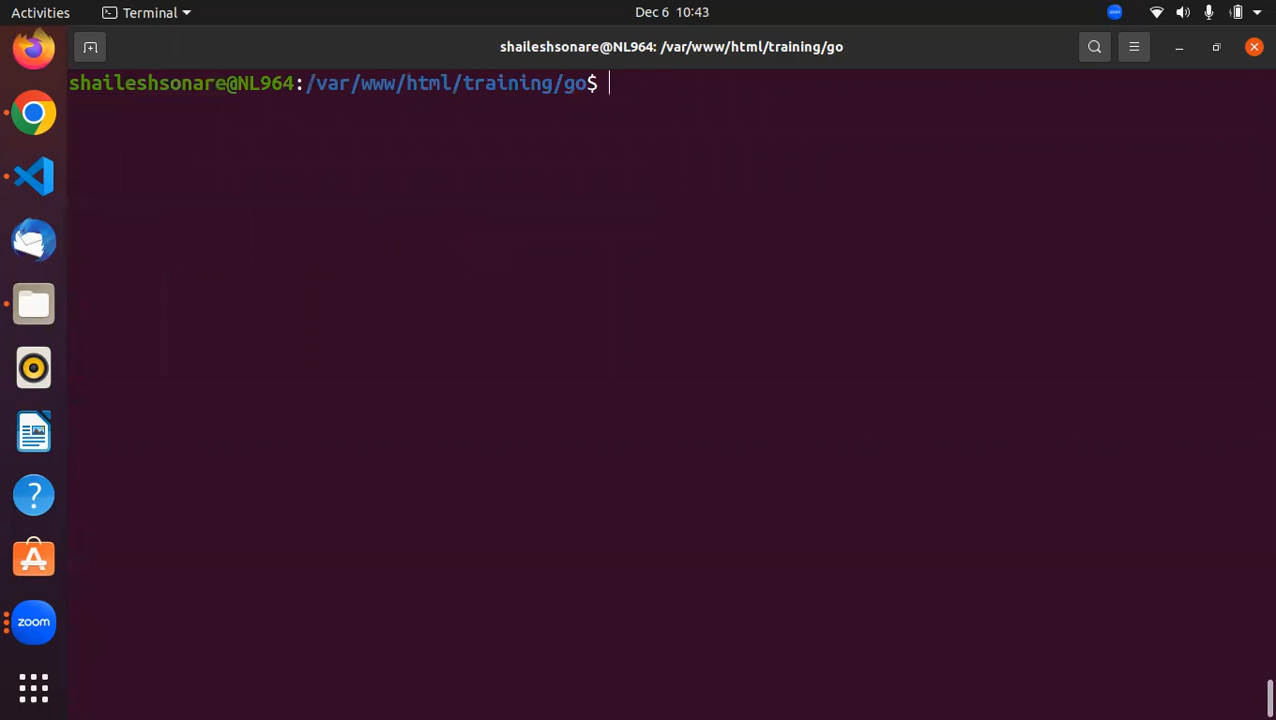 Activities Terminal Dec 6 10:43
shaileshsonare@NL964: /var/www/html/training/go
shaileshsonare@NL964:/var/www/html/training/go$
zoom